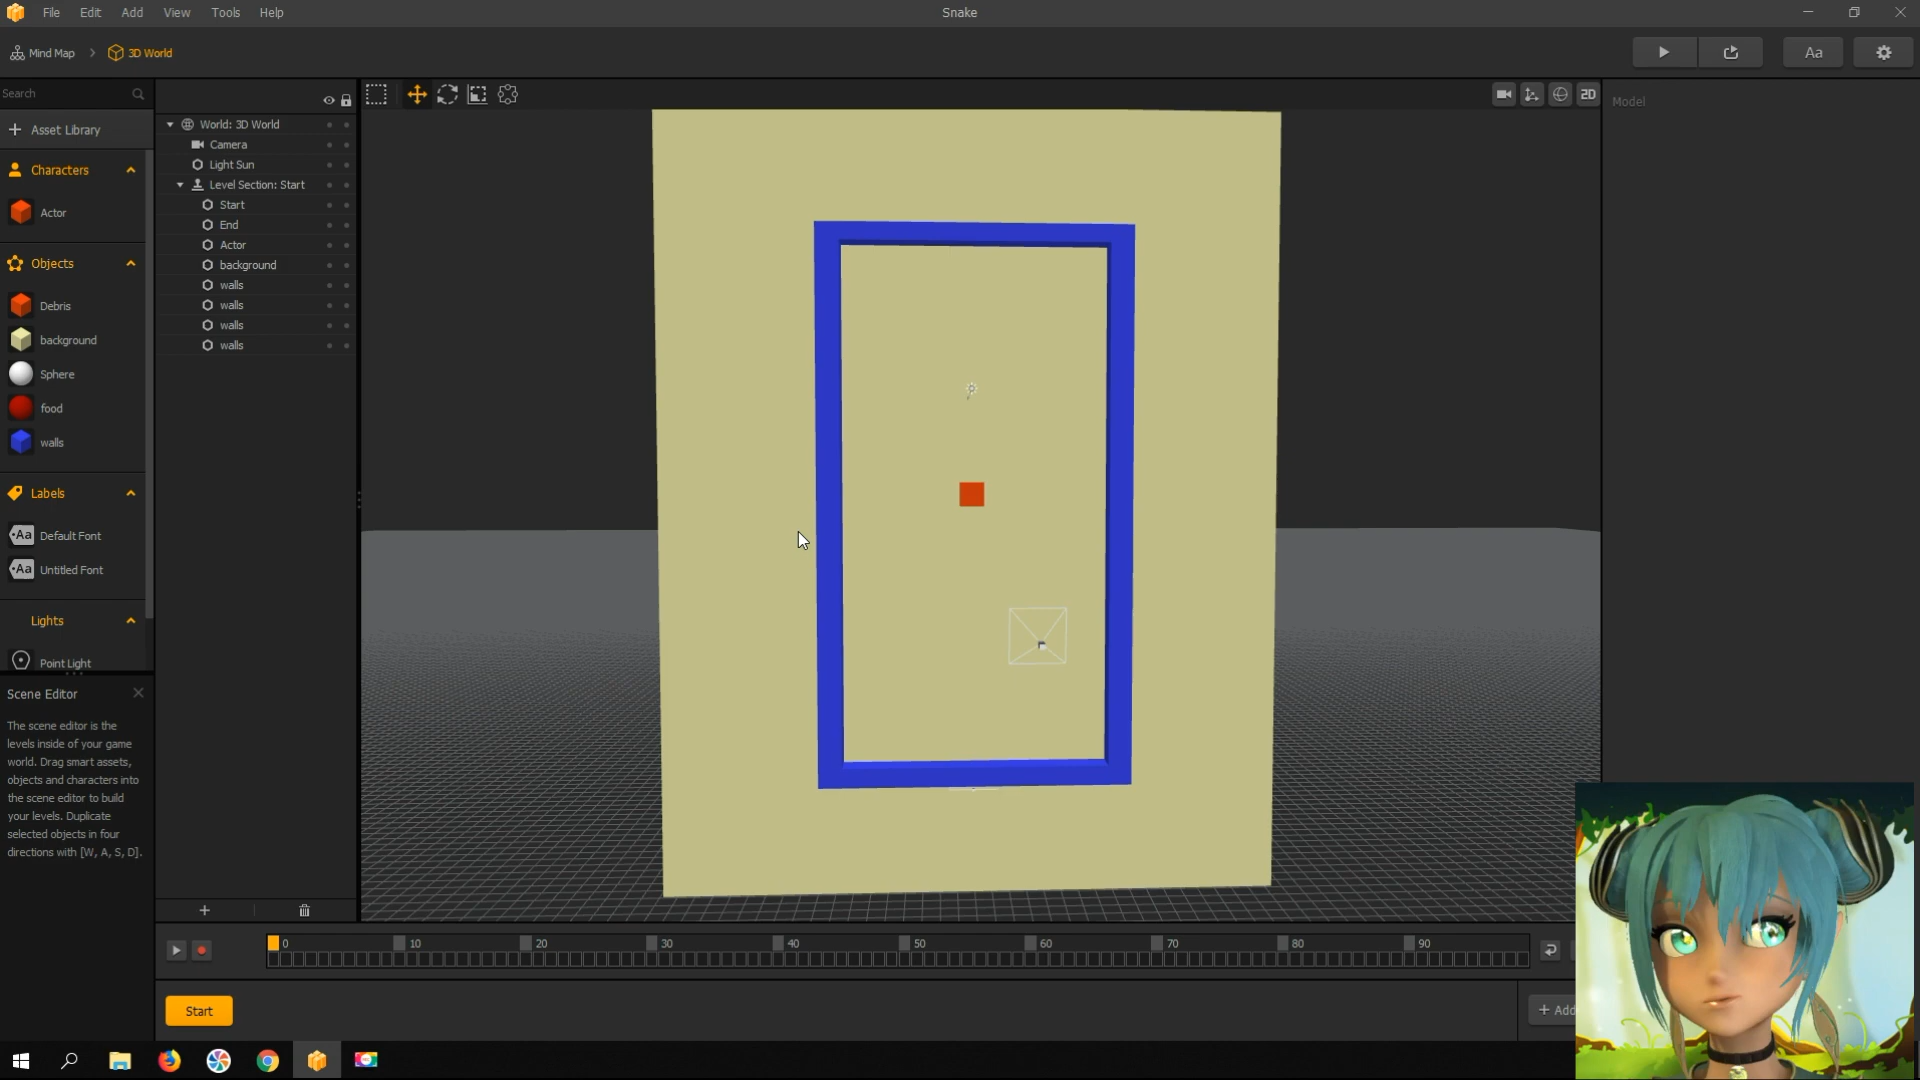 File Edit Add View Tools Help
Snake
Mind Map
3D World
Aa
Search
2D
Model
Asset Library
World: 3D World
Camera
Light Sun
Level Section: Start
Start
End
Actor
background
walls
walls
walls
walls
Characters
Actor
Objects
Debris
background
Sphere
food
walls
Labels
Aa Default Font
Aa Untitled Font
Lights
Point Light
Scene Editor
The scene editor is the
levels inside of your game
world. Drag smart assets,
objects and characters into
the scene editor to build
your levels. Duplicate
selected objects in four
directions with [W, A, S, D].
0 10 20 30 40 50 60 70 80 90
Start
+ Add